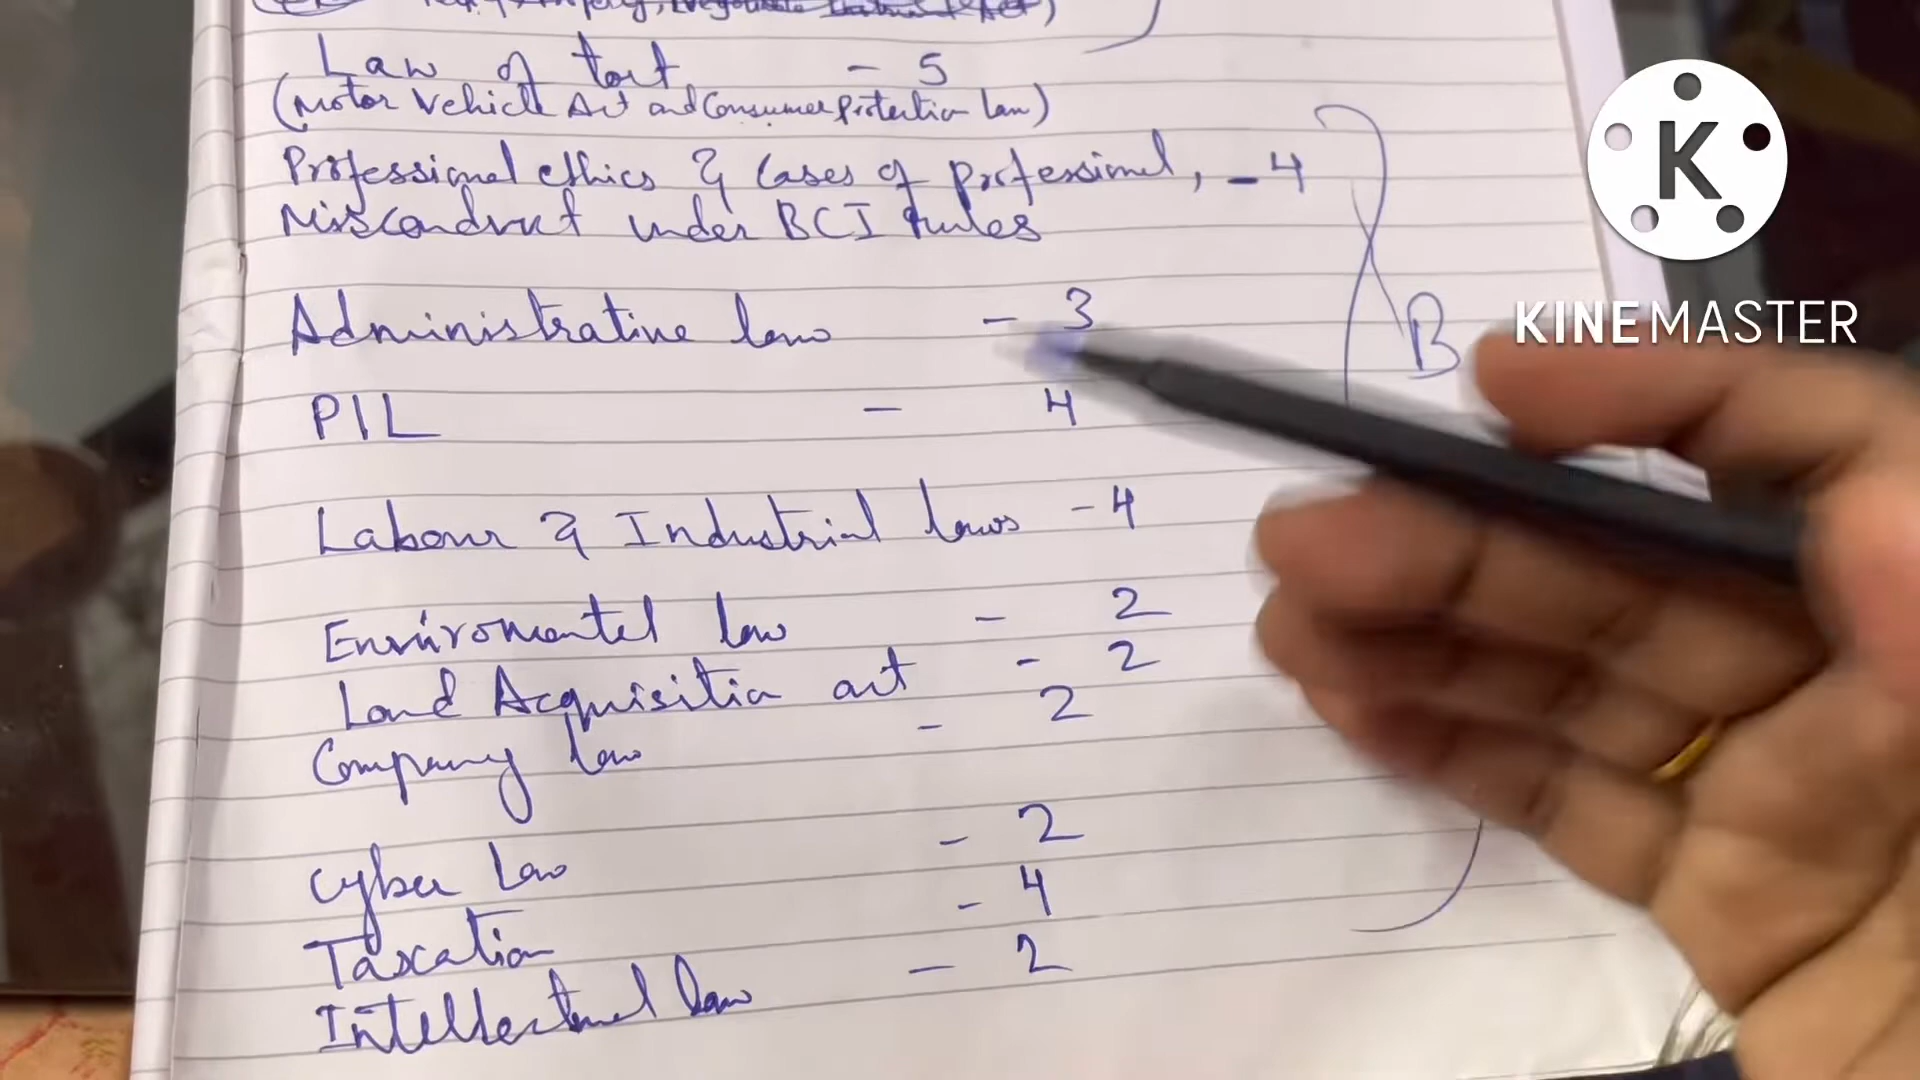 Law of tort - 5
(Motor Vehicle Act and Consumer Protection law)
Professional ethics & Cases of professional, - 4
Misconduct under BCI rules
Administrative law - 3
PIL - 4
B
Labour & Industrial laws - 4
Enviromentel law - 2
Land Acquisition act - 2
Company law - 2
Cyber Law - 2
Taxation - 4
Intellectual law - 2
K
KINEMASTER